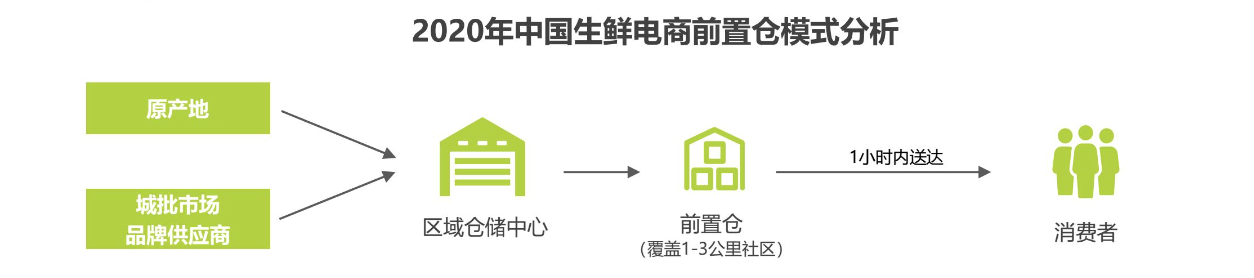 2020年中国生鲜电商前置仓模式分析
原产地
城批市场
品牌供应商
区域仓储中心
前置仓
（覆盖1-3公里社区）
1小时内送达
消费者